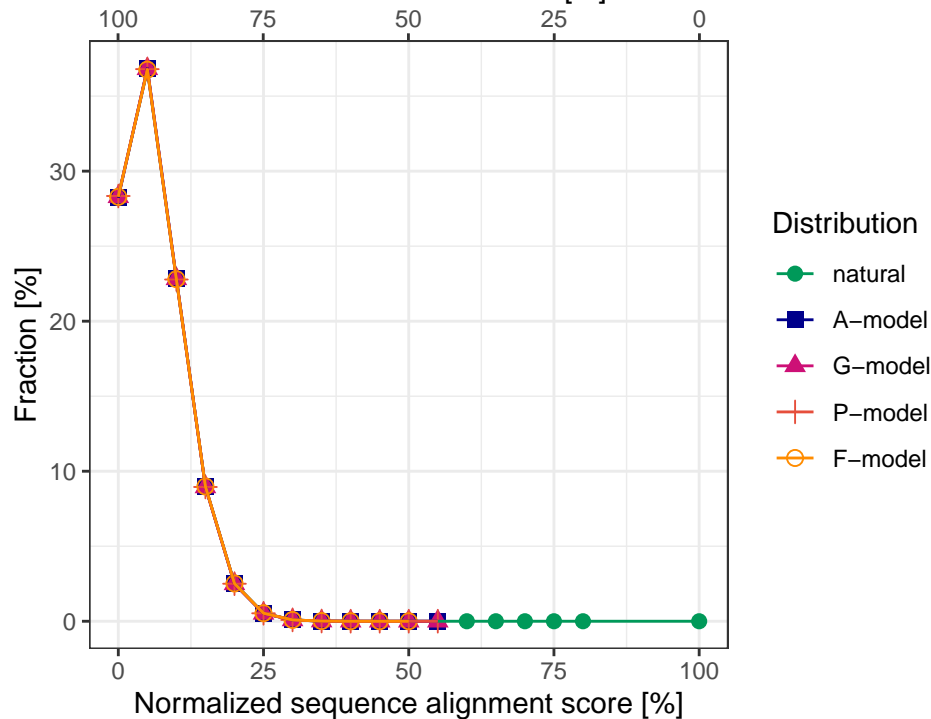 100 75 50 25 0
Fraction [%]
30
20
10
0
0 25 50 75 100
Normalized sequence alignment score [%]
Distribution
natural
A−model
G−model
P−model
F−model